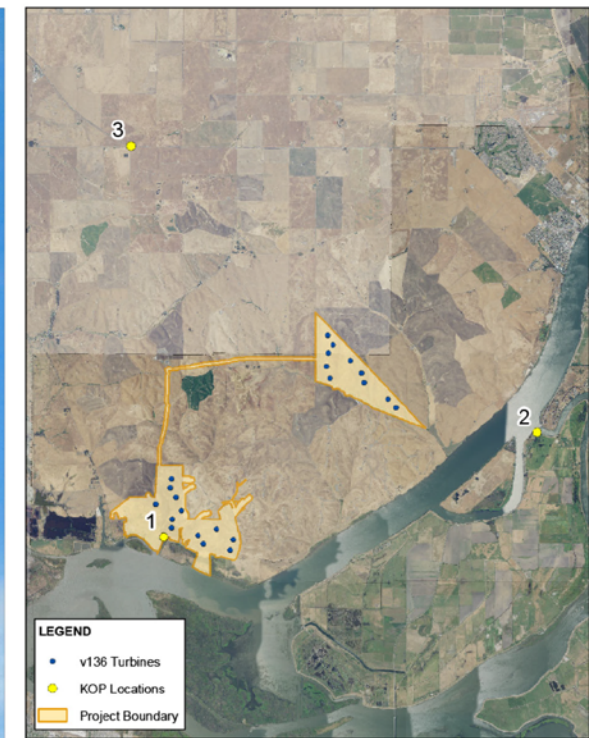 3
2
1
LEGEND
v136 Turbines
KOP Locations
Project Boundary